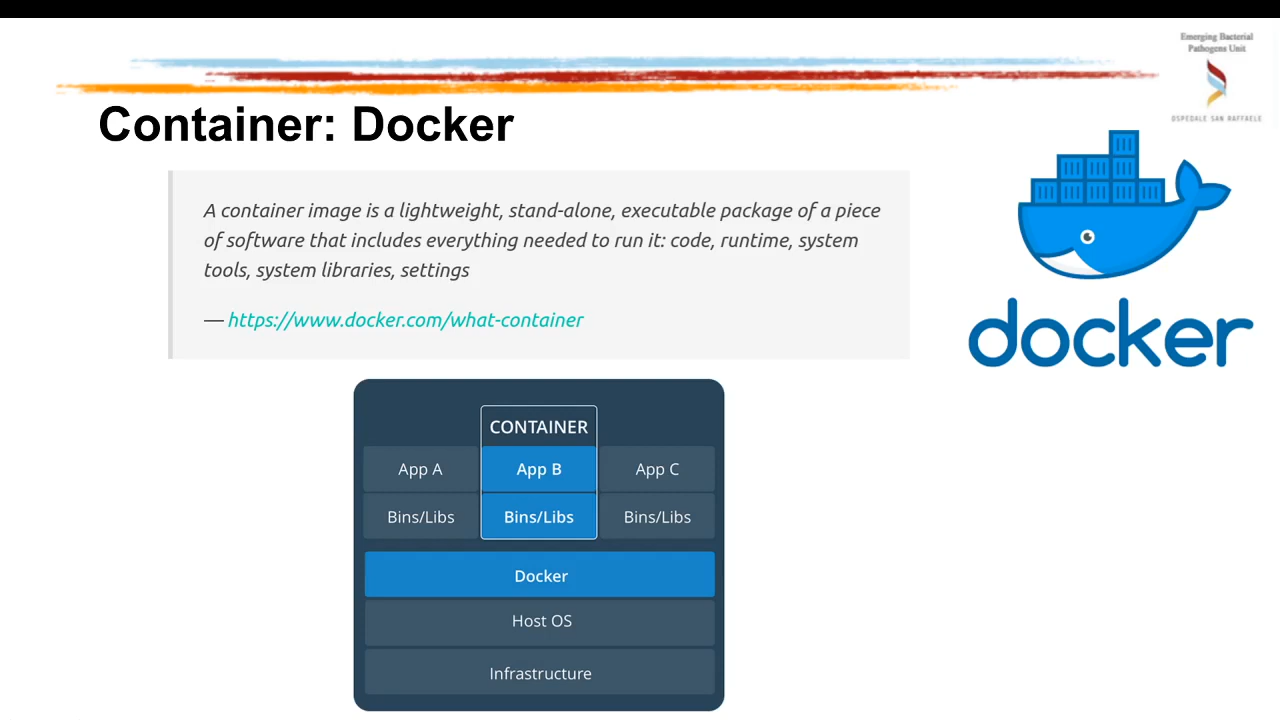 Emerging Bacterial
Pathogens Unit
OSPEDALE SAN RAFFAELE
Container: Docker
A container image is a lightweight, stand-alone, executable package of a piece
of software that includes everything needed to run it: code, runtime, system
tools, system libraries, settings
— https://www.docker.com/what-container
docker
CONTAINER
App A App B App C
Bins/Libs Bins/Libs Bins/Libs
Docker
Host OS
Infrastructure